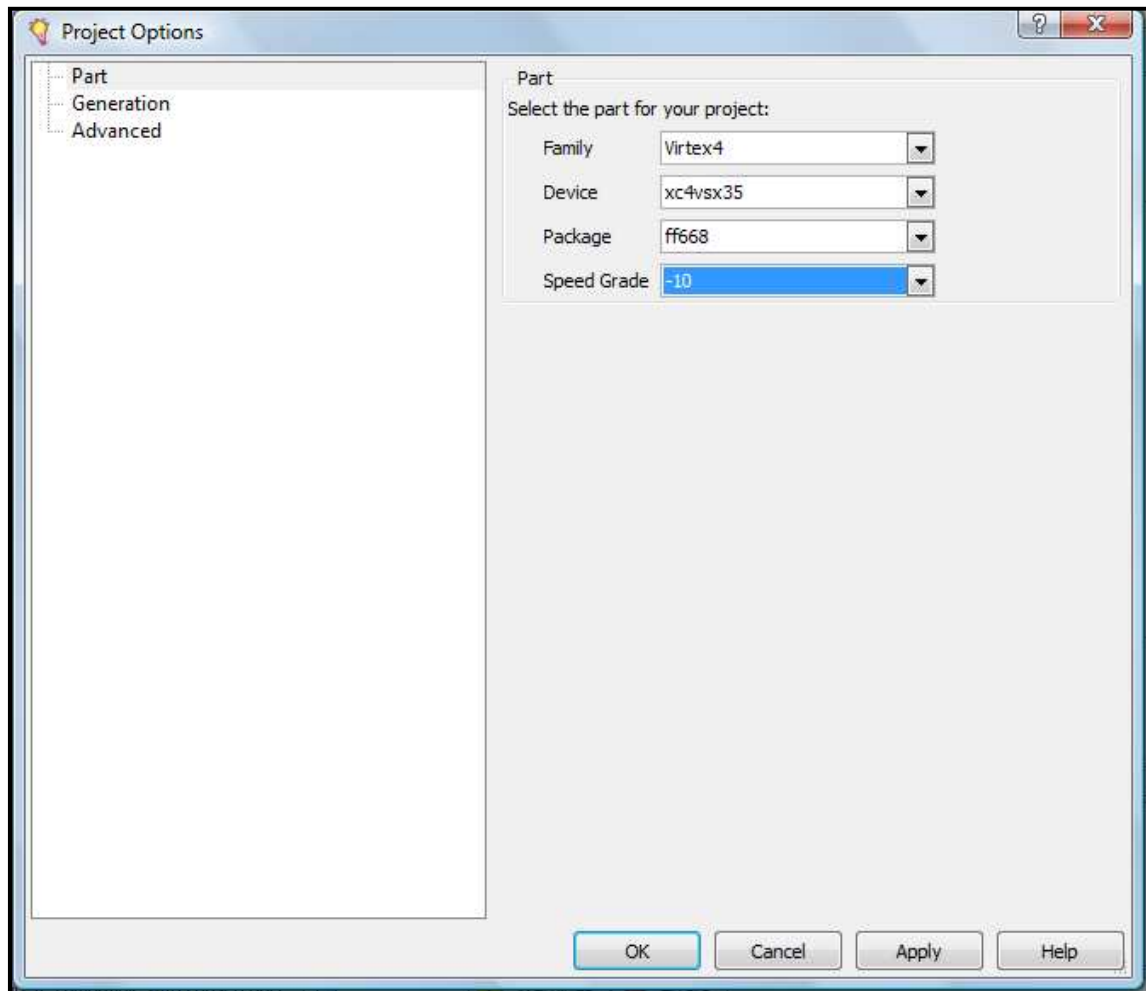 Project Options
Part
Generation
Advanced
Part
Select the part for your project:
Family Virtex4
Device xc4vsx35
Package ff668
Speed Grade -10
OK Cancel Apply Help